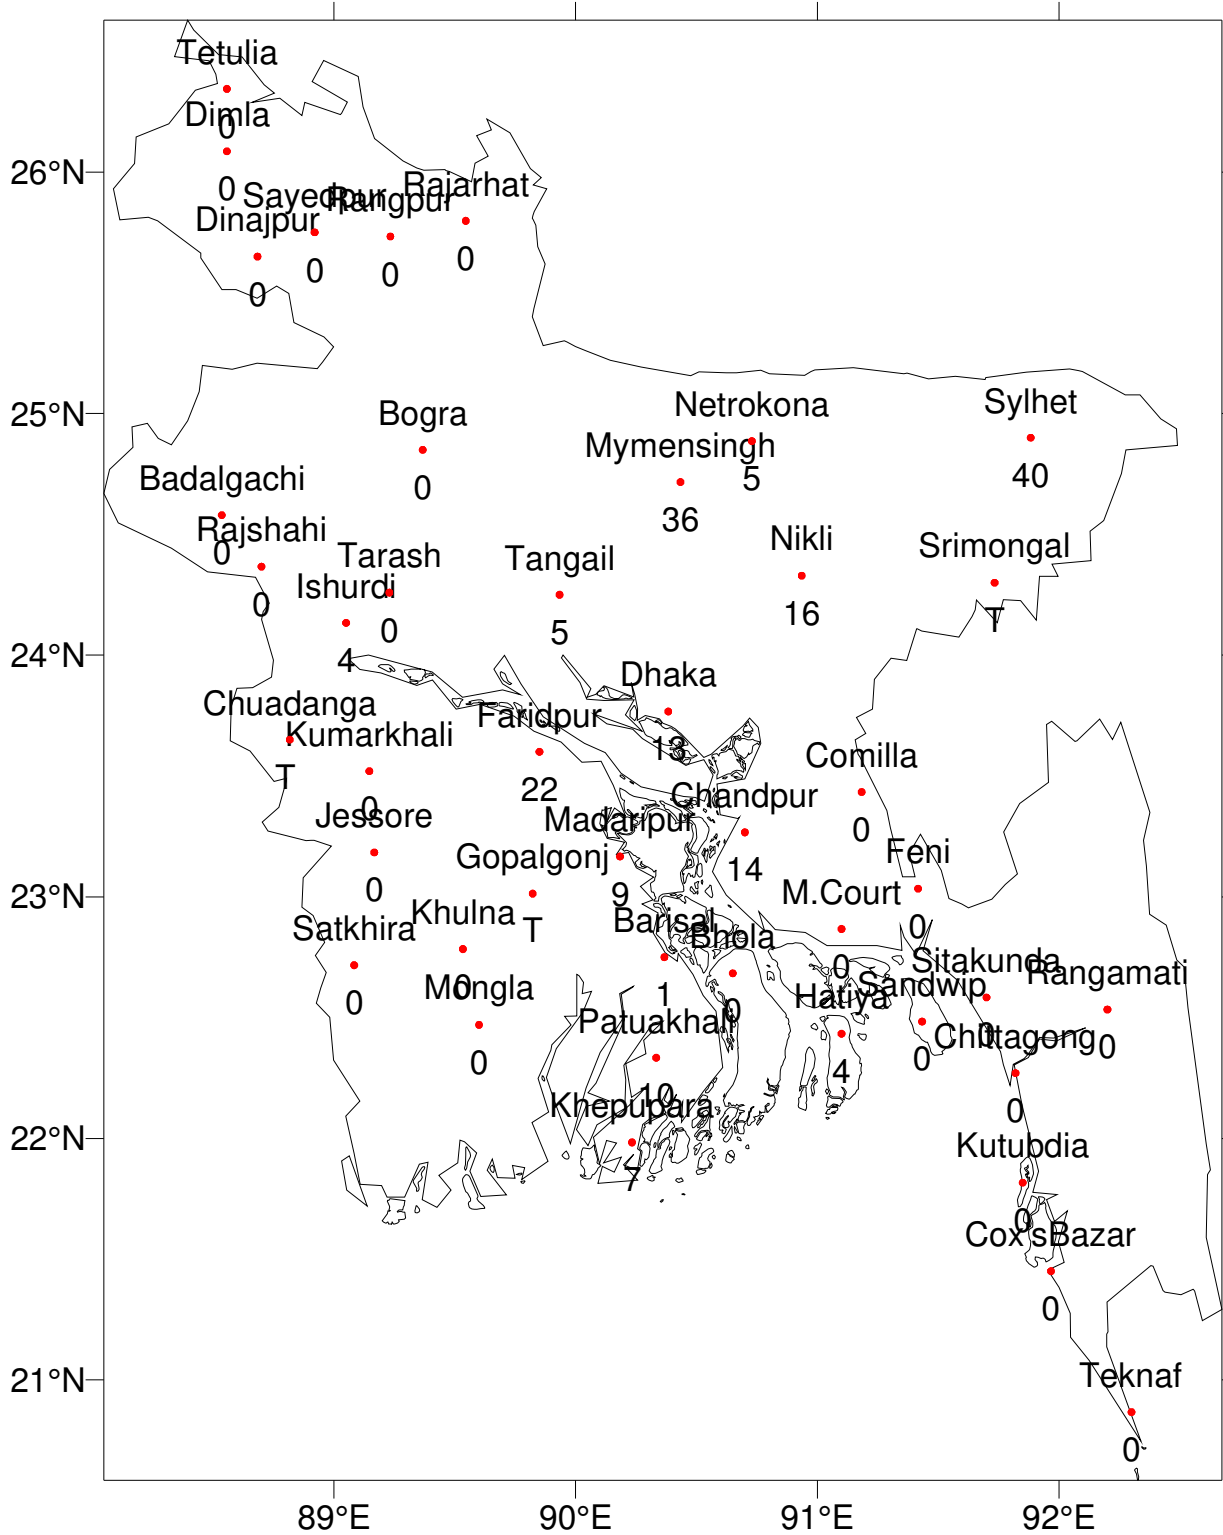 Tetulia
0
Dimla
0
Sayedpur
0
Rangpur
0
Rajarhat
0
Dinajpur
0
26°N
25°N
Bogra
0
Netrokona
5
Mymensingh
36
Sylhet
40
Badalgachi
0
Rajshahi
0
Tarash
0
Ishurdi
4
Tangail
5
Nikli
16
Srimongal
T
24°N
Dhaka
13
Chuadanga
T
Kumarkhali
0
Faridpur
22
Comilla
0
Chandpur
14
Jessore
0
Madaripur
9
Gopalgonj
T
Feni
0
23°N
M.Court
0
Khulna
0
Satkhira
0
Barisal
1
Bhola
0
Sitakunda
0
Rangamati
0
Sandwip
0
Hatiya
4
Mongla
0
Patuakhali
10
Chittagong
0
Khepupara
7
22°N
Kutubdia
0
Cox'sBazar
0
21°N
Teknaf
0
89°E
90°E
91°E
92°E